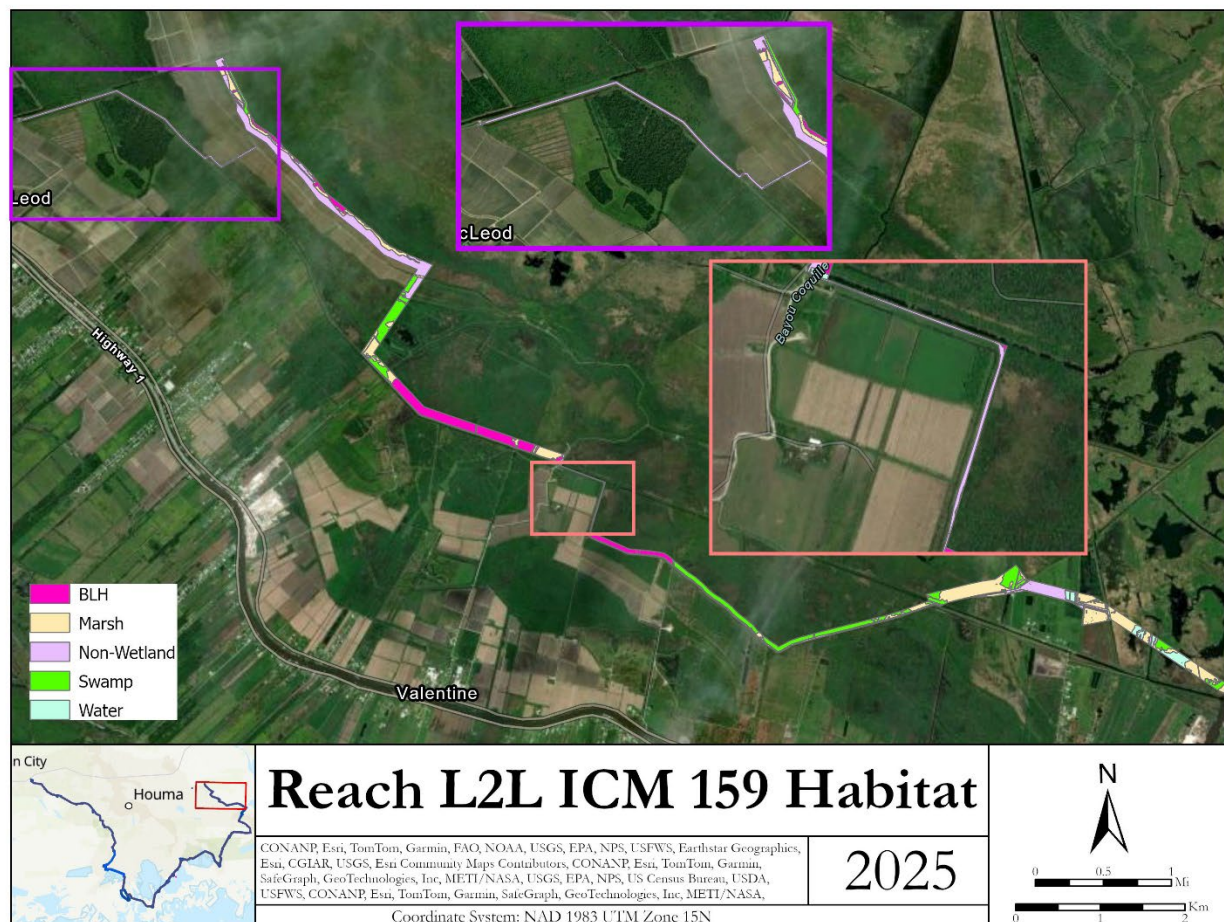 Leod
cLeod
Bayou Coquille
Highway 1
BLH
Marsh
Non-Wetland
Swamp
Water
Valentine
n City
Houma
Reach L2L ICM 159 Habitat
CONANP, Esri, TomTom, Garmin, FAO, NOAA, USGS, EPA, NPS, USFWS, Earthstar Geographics,
Esri, CGIAR, USGS, Esri Community Maps Contributors, CONANP, Esri, TomTom, Garmin,
SafeGraph, GeoTechnologies, Inc, METI/NASA, USGS, EPA, NPS, US Census Bureau, USDA,
USFWS, CONANP, Esri, TomTom, Garmin, SafeGraph, GeoTechnologies, Inc, METI/NASA,
Coordinate System: NAD 1983 UTM Zone 15N
2025
N
0 0.5 1
Mi
Km
0 1 2